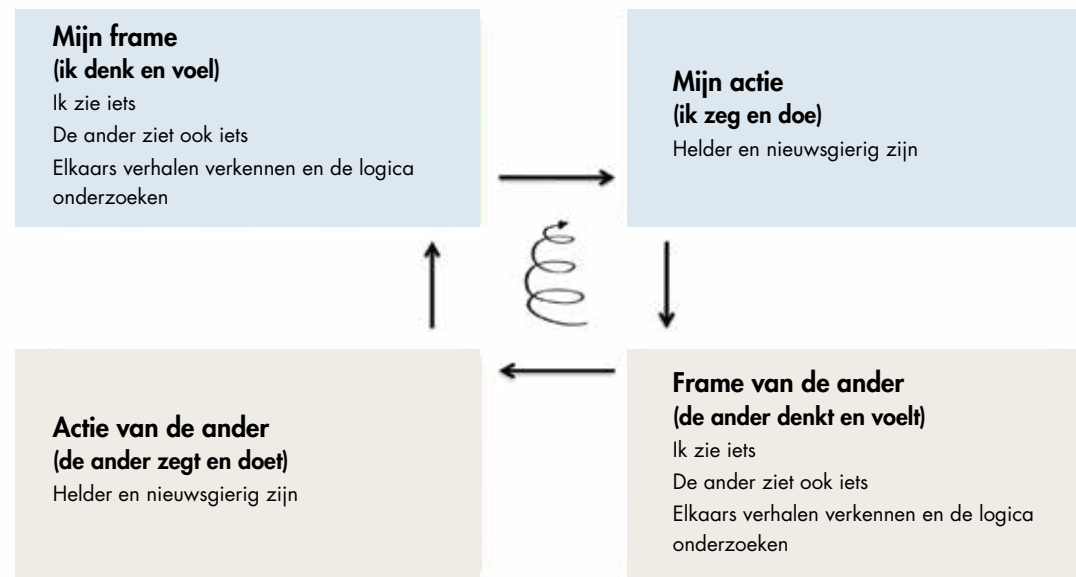 Mijn frame
(ik denk en voel)
Ik zie iets
De ander ziet ook iets
Elkaars verhalen verkennen en de logica
onderzoeken
Mijn actie
(ik zeg en doe)
Helder en nieuwsgierig zijn
Actie van de ander
(de ander zegt en doet)
Helder en nieuwsgierig zijn
Frame van de ander
(de ander denkt en voelt)
Ik zie iets
De ander ziet ook iets
Elkaars verhalen verkennen en de logica
onderzoeken